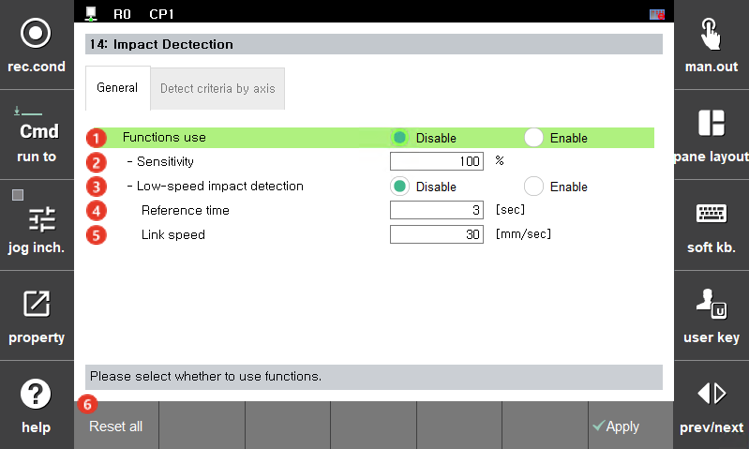 R0 CP1
14: Impact Dectection
rec.cond
Cmd
run to
jog inch.
property
help
General
Detect criteria by axis
1 Functions use Disable Enable
2 - Sensitivity 100 %
3 - Low-speed impact detection Disable Enable
4 Reference time 3 [sec]
5 Link speed 30 [mm/sec]
Please select whether to use functions.
6
Reset all
Apply
man.out
pane layout
soft kb.
U
user key
prev/next